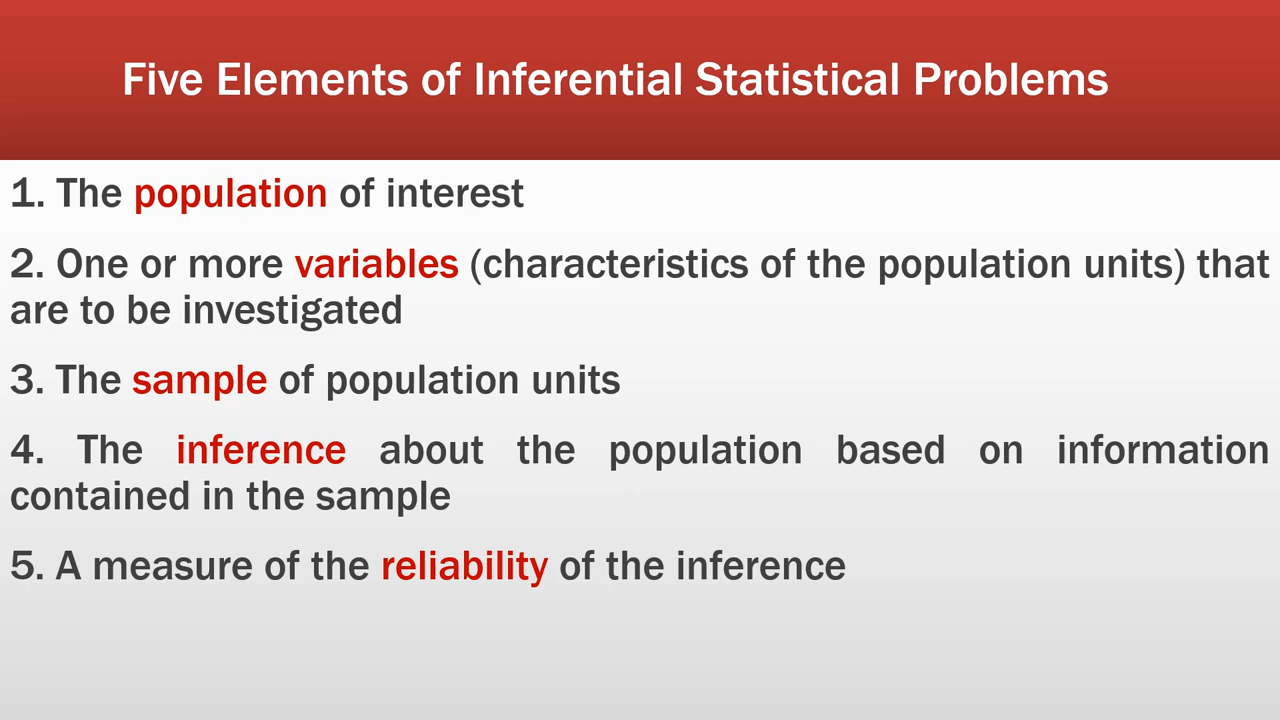 Five Elements of Inferential Statistical Problems
1. The population of interest
2. One or more variables (characteristics of the population units) that
are to be investigated
3. The sample of population units
4. The inference about the population based on information
contained in the sample
5. A measure of the reliability of the inference